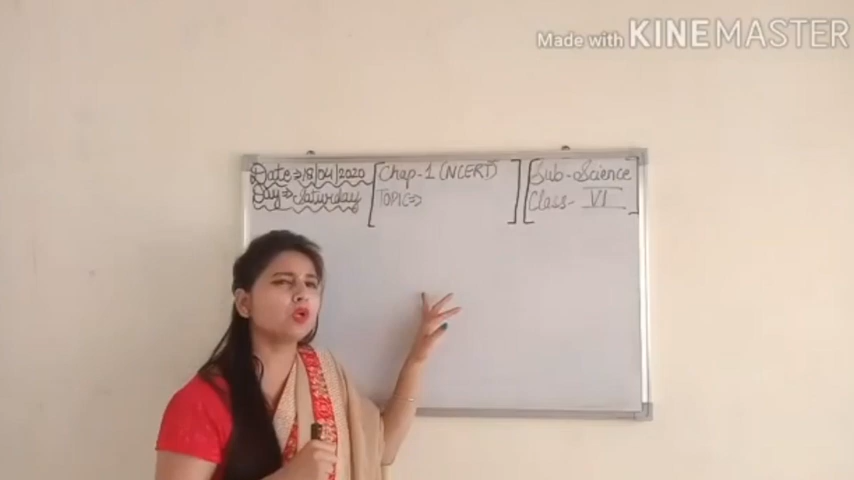 Made with KINEMASTER
Date⇒18/04/2020
Day⇒Saturday
Chap-1 (NCERT)
TOPIC⇒
Sub-Science
Class- VI